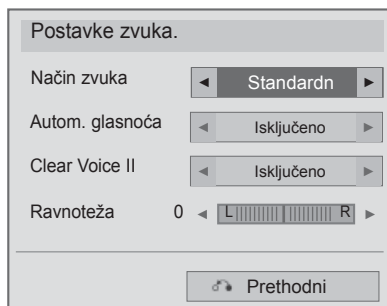 Postavke zvuka.
Način zvuka ◄ Standardn ►
Autom. glasnoća ◄ Isključeno ►
Clear Voice II ◄ Isključeno ►
Ravnoteža 0 ◄ L R ►
Prethodni